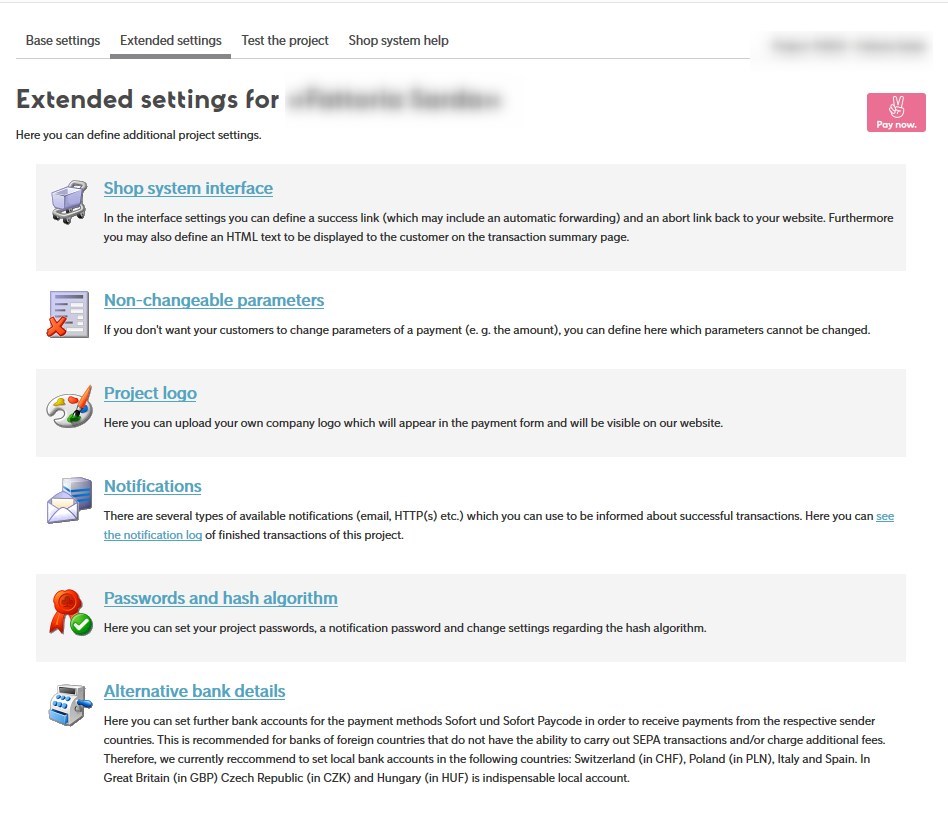 Base settings
Extended settings
Test the project
Shop system help
Extended settings for
Pay now.
Here you can define additional project settings.
Shop system interface
In the interface settings you can define a success link (which may include an automatic forwarding) and an abort link back to your website. Furthermore
you may also define an HTML text to be displayed to the customer on the transaction summary page.
Non-changeable parameters
If you don't want your customers to change parameters of a payment (e. g. the amount), you can define here which parameters cannot be changed.
Project logo
Here you can upload your own company logo which will appear in the payment form and will be visible on our website.
Notifications
There are several types of available notifications (email, HTTP(s) etc.) which you can use to be informed about successful transactions. Here you can see
the notification log of finished transactions of this project.
Passwords and hash algorithm
Here you can set your project passwords, a notification password and change settings regarding the hash algorithm.
Alternative bank details
Here you can set further bank accounts for the payment methods Sofort und Sofort Paycode in order to receive payments from the respective sender
countries. This is recommended for banks of foreign countries that do not have the ability to carry out SEPA transactions and/or charge additional fees.
Therefore, we currently reccommend to set local bank accounts in the following countries: Switzerland (in CHF), Poland (in PLN), Italy and Spain. In
Great Britain (in GBP) Czech Republic (in CZK) and Hungary (in HUF) is indispensable local account.